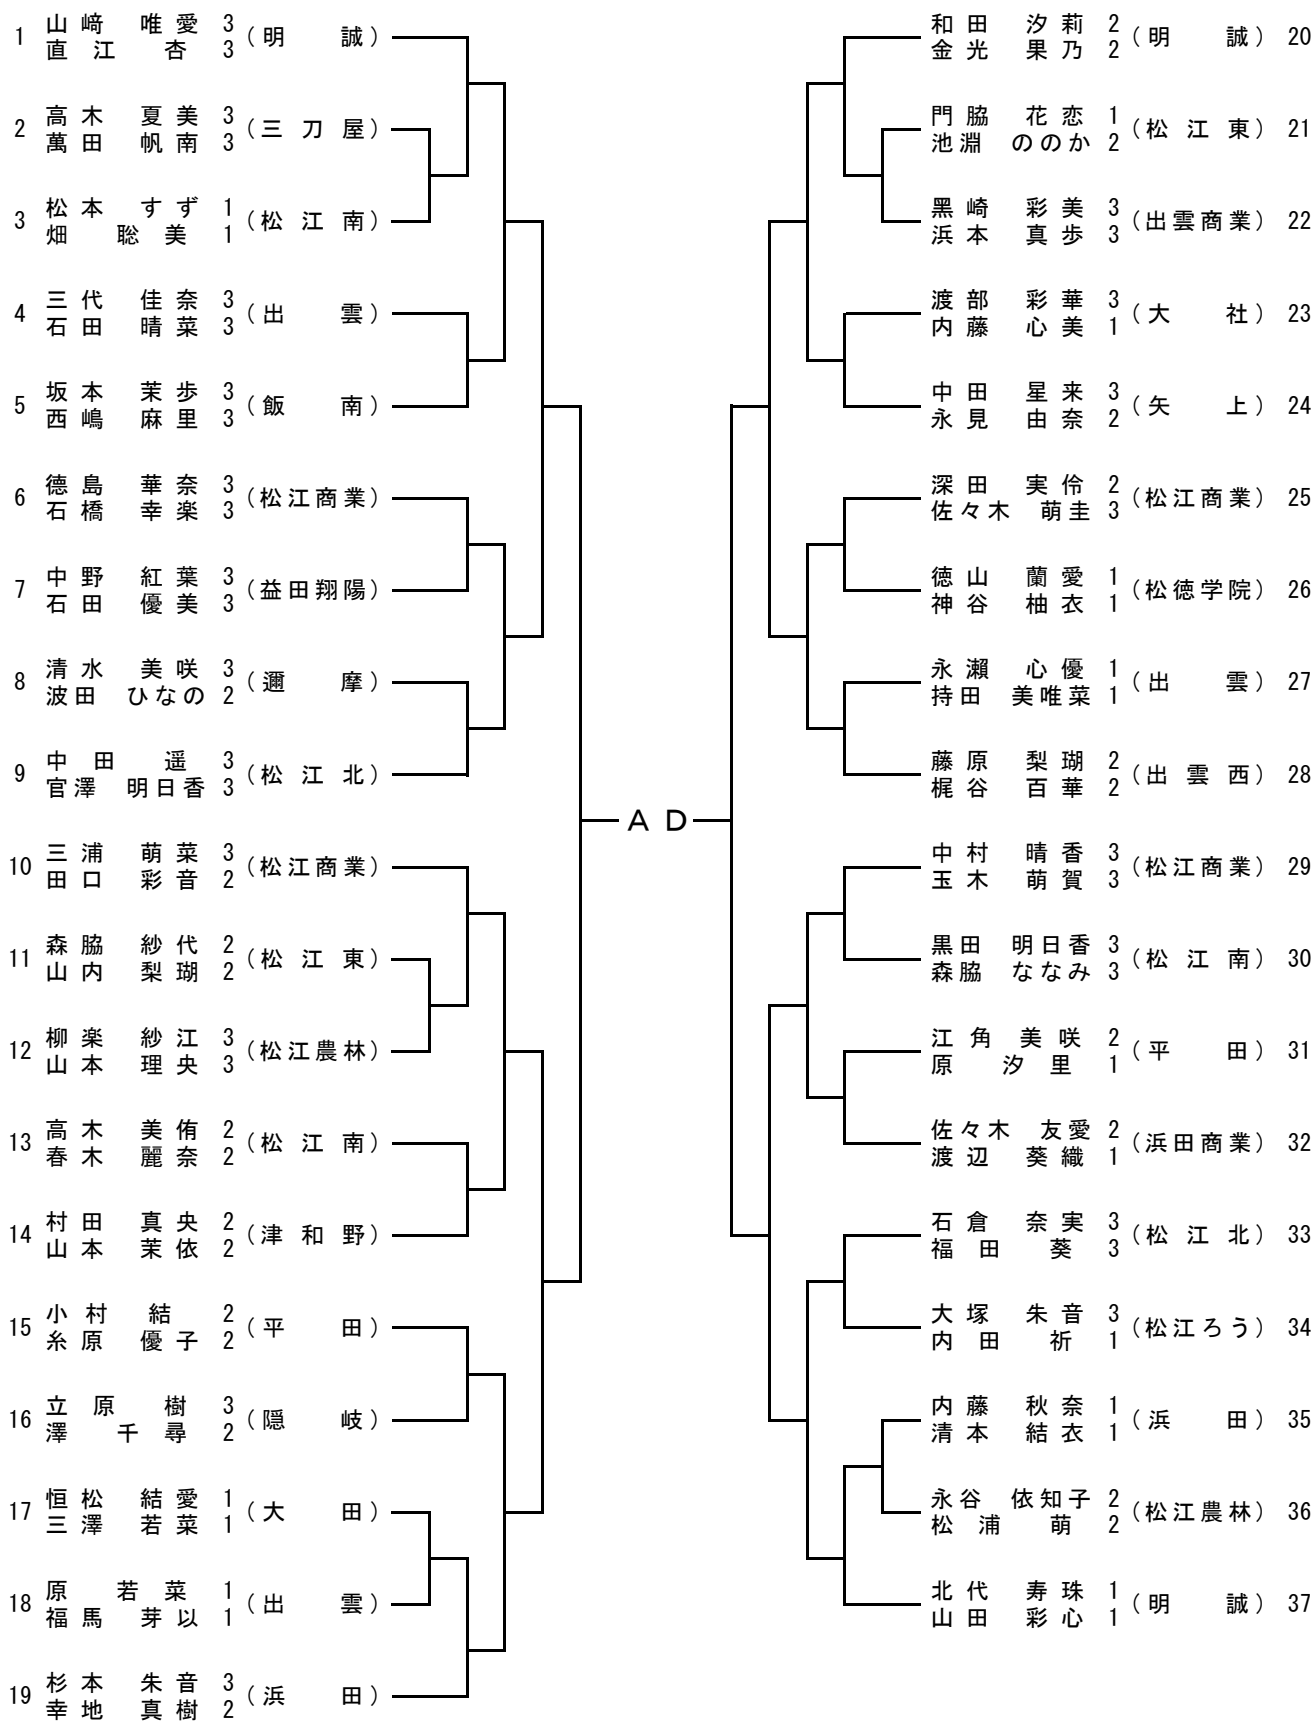 1 山﨑 唯愛 3 (明誠)
直江 杏 3
2 高木 夏美 3 (三刀屋)
萬田 帆南 3
3 松本 すず 1 (松江南)
畑 聡美 1
4 三代 佳奈 3 (出雲)
石田 晴菜 3
5 坂本 茉歩 3 (飯南)
西嶋 麻里 3
6 德島 華奈 3 (松江商業)
石橋 幸楽 3
7 中野 紅葉 3 (益田翔陽)
石田 優美 3
8 清水 美咲 3 (邇摩)
波田 ひなの 2
9 中田 遥 3 (松江北)
官澤 明日香 3
10 三浦 萌菜 3 (松江商業)
田口 彩音 2
11 森脇 紗代 2 (松江東)
山内 梨瑚 2
12 柳楽 紗江 3 (松江農林)
山本 理央 3
13 高木 美侑 2 (松江南)
春木 麗奈 2
14 村田 真央 2 (津和野)
山本 茉依 2
15 小村 結 2 (平田)
糸原 優子 2
16 立原 樹 3 (隠岐)
澤 千尋 2
17 恒松 結愛 1 (大田)
三澤 若菜 1
18 原 若菜 1 (出雲)
福馬 芽以 1
19 杉本 朱音 3 (浜田)
幸地 真樹 2
A D
和田 汐莉 2 (明誠) 20
金光 果乃 2
門脇 花恋 1 (松江東) 21
池淵 ののか 2
黑崎 彩美 3 (出雲商業) 22
浜本 真歩 3
渡部 彩華 3 (大社) 23
内藤 心美 1
中田 星来 3 (矢上) 24
永見 由奈 2
深田 実伶 2 (松江商業) 25
佐々木 萌圭 3
徳山 蘭愛 1 (松徳学院) 26
神谷 柚衣 1
永瀬 心優 1 (出雲) 27
持田 美唯菜 1
藤原 梨瑚 2 (出雲西) 28
梶谷 百華 2
中村 晴香 3 (松江商業) 29
玉木 萌賀 3
黒田 明日香 3 (松江南) 30
森脇 ななみ 3
江角 美咲 2 (平田) 31
原 汐里 1
佐々木 友愛 2 (浜田商業) 32
渡辺 葵織 1
石倉 奈実 3 (松江北) 33
福田 葵 3
大塚 朱音 3 (松江ろう) 34
内田 祈 1
内藤 秋奈 1 (浜田) 35
清本 結衣 1
永谷 依知子 2 (松江農林) 36
松浦 萌 2
北代 寿珠 1 (明誠) 37
山田 彩心 1